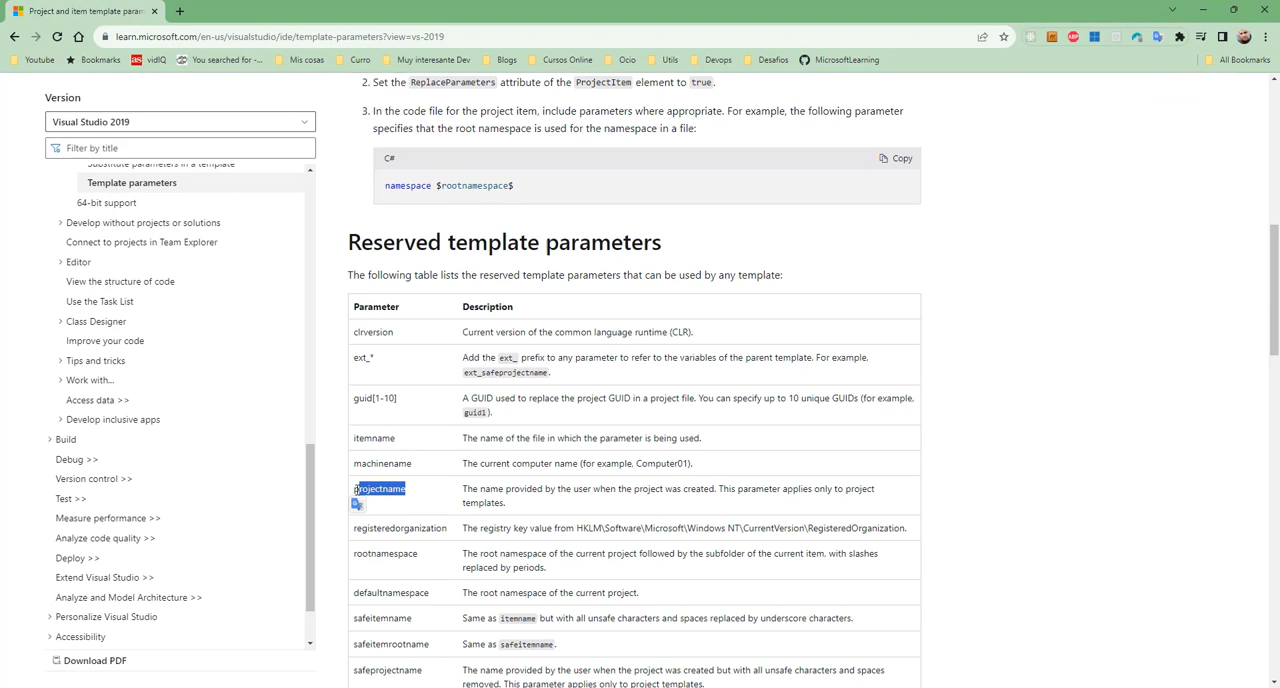 Project and item template param
learn.microsoft.com/en-us/visualstudio/ide/template-parameters?view=vs-2019
Youtube
Bookmarks
vidIQ
You searched for -...
Mis cosas
Curro
Muy interesante Dev
Blogs
Cursos Online
Ocio
Utils
Devops
Desafios
MicrosoftLearning
All Bookmarks
Version
Visual Studio 2019
Filter by title
Substitute parameters in a template
Template parameters
64-bit support
Develop without projects or solutions
Connect to projects in Team Explorer
Editor
View the structure of code
Use the Task List
Class Designer
Improve your code
Tips and tricks
Work with...
Access data >>
Develop inclusive apps
Build
Debug >>
Version control >>
Test >>
Measure performance >>
Analyze code quality >>
Deploy >>
Extend Visual Studio >>
Analyze and Model Architecture >>
Personalize Visual Studio
Accessibility
Download PDF
2. Set the ReplaceParameters attribute of the ProjectItem element to true.
3. In the code file for the project item, include parameters where appropriate. For example, the following parameter
specifies that the root namespace is used for the namespace in a file:
C#
Copy
namespace $rootnamespace$
Reserved template parameters
The following table lists the reserved template parameters that can be used by any template:
Parameter Description
clrversion Current version of the common language runtime (CLR).
ext_* Add the ext_ prefix to any parameter to refer to the variables of the parent template. For example,
ext_safeprojectname.
guid[1-10] A GUID used to replace the project GUID in a project file. You can specify up to 10 unique GUIDs (for example,
guid1).
itemname The name of the file in which the parameter is being used.
machinename The current computer name (for example, Computer01).
projectname The name provided by the user when the project was created. This parameter applies only to project
templates.
registeredorganization The registry key value from HKLM\Software\Microsoft\Windows NT\CurrentVersion\RegisteredOrganization.
rootnamespace The root namespace of the current project followed by the subfolder of the current item, with slashes
replaced by periods.
defaultnamespace The root namespace of the current project.
safeitemname Same as itemname but with all unsafe characters and spaces replaced by underscore characters.
safeitemrootname Same as safeitemname.
safeprojectname The name provided by the user when the project was created but with all unsafe characters and spaces
removed. This parameter applies only to project templates.